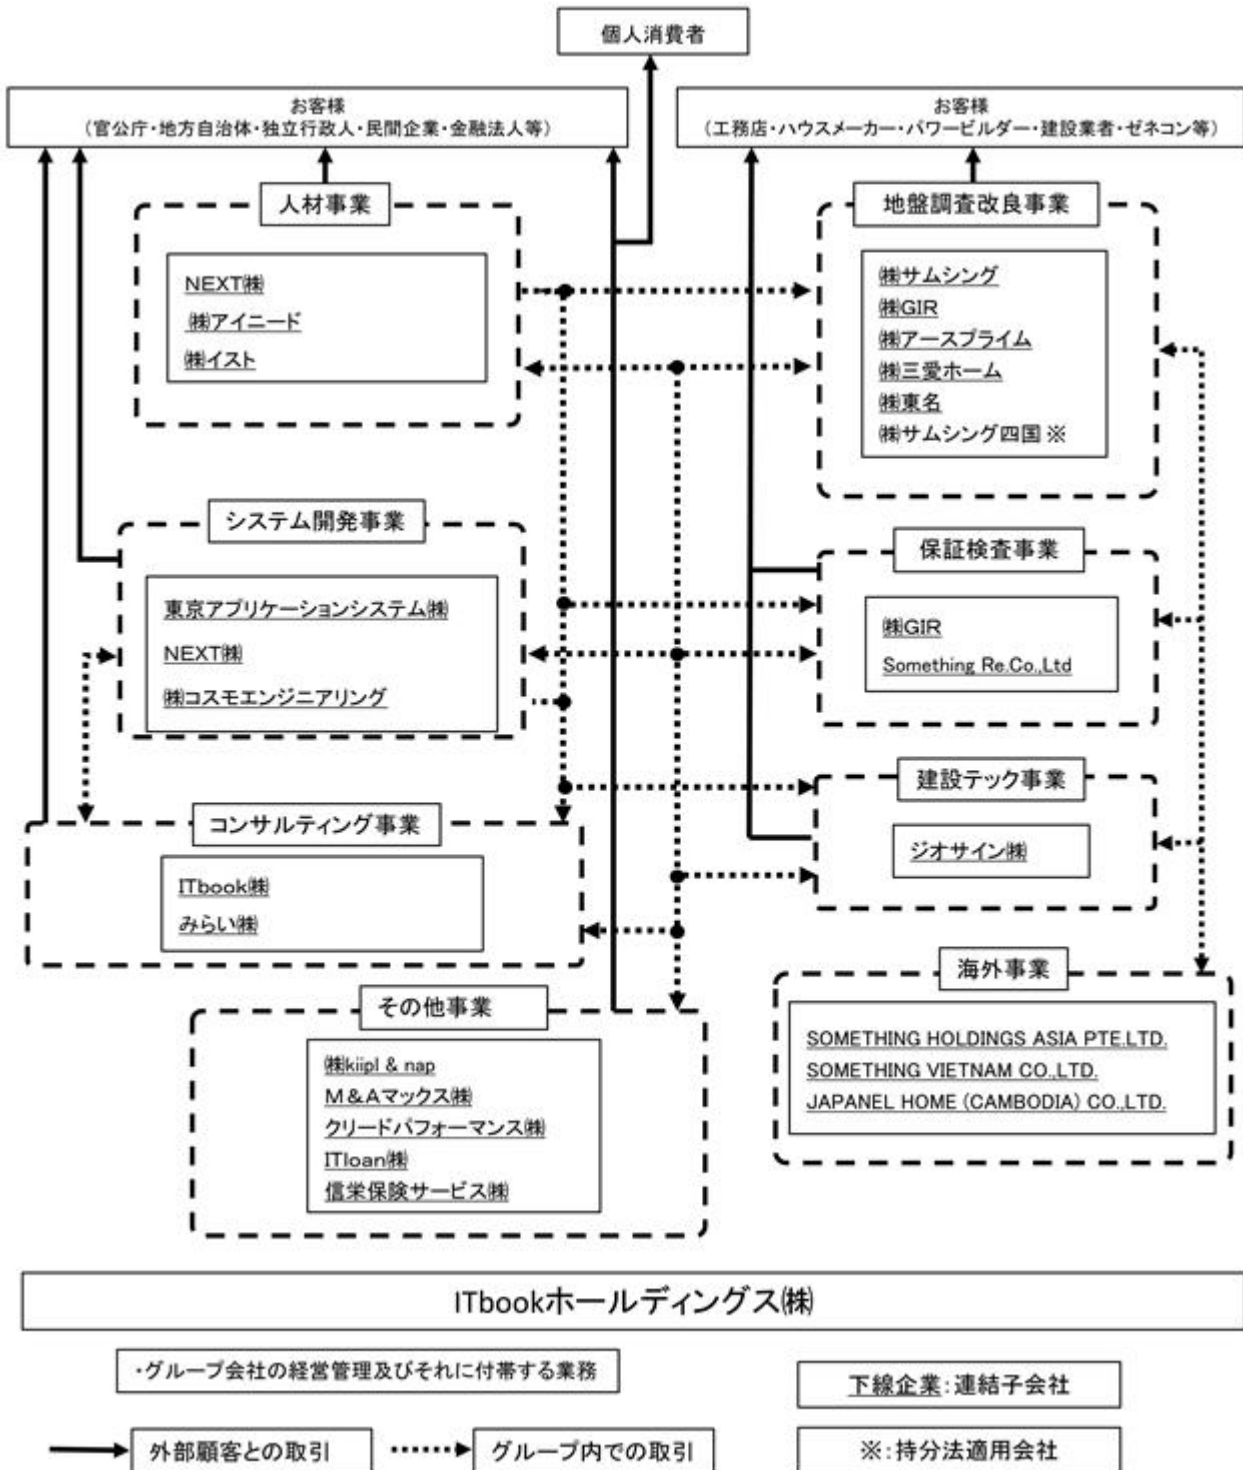 個人消費者
お客様
（官公庁・地方自治体・独立行政人・民間企業・金融法人等）
お客様
（工務店・ハウスメーカー・パワービルダー・建設業者・ゼネコン等）
人材事業
NEXT㈱
㈱アイニード
㈱イスト
地盤調査改良事業
㈱サムシング
㈱GIR
㈱アースプライム
㈱三愛ホーム
㈱東名
㈱サムシング四国 ※
システム開発事業
東京アプリケーションシステム㈱
NEXT㈱
㈱コスモエンジニアリング
保証検査事業
㈱GIR
Something Re.Co.,Ltd
建設テック事業
ジオサイン㈱
コンサルティング事業
ITbook㈱
みらい㈱
海外事業
SOMETHING HOLDINGS ASIA PTE.LTD.
SOMETHING VIETNAM CO.,LTD.
JAPANEL HOME (CAMBODIA) CO.,LTD.
その他事業
㈱kiipl & nap
M&Aマックス㈱
クリードパフォーマンス㈱
ITloan㈱
信栄保険サービス㈱
ITbookホールディングス㈱
・グループ会社の経営管理及びそれに付帯する業務
下線企業：連結子会社
外部顧客との取引
グループ内での取引
※：持分法適用会社